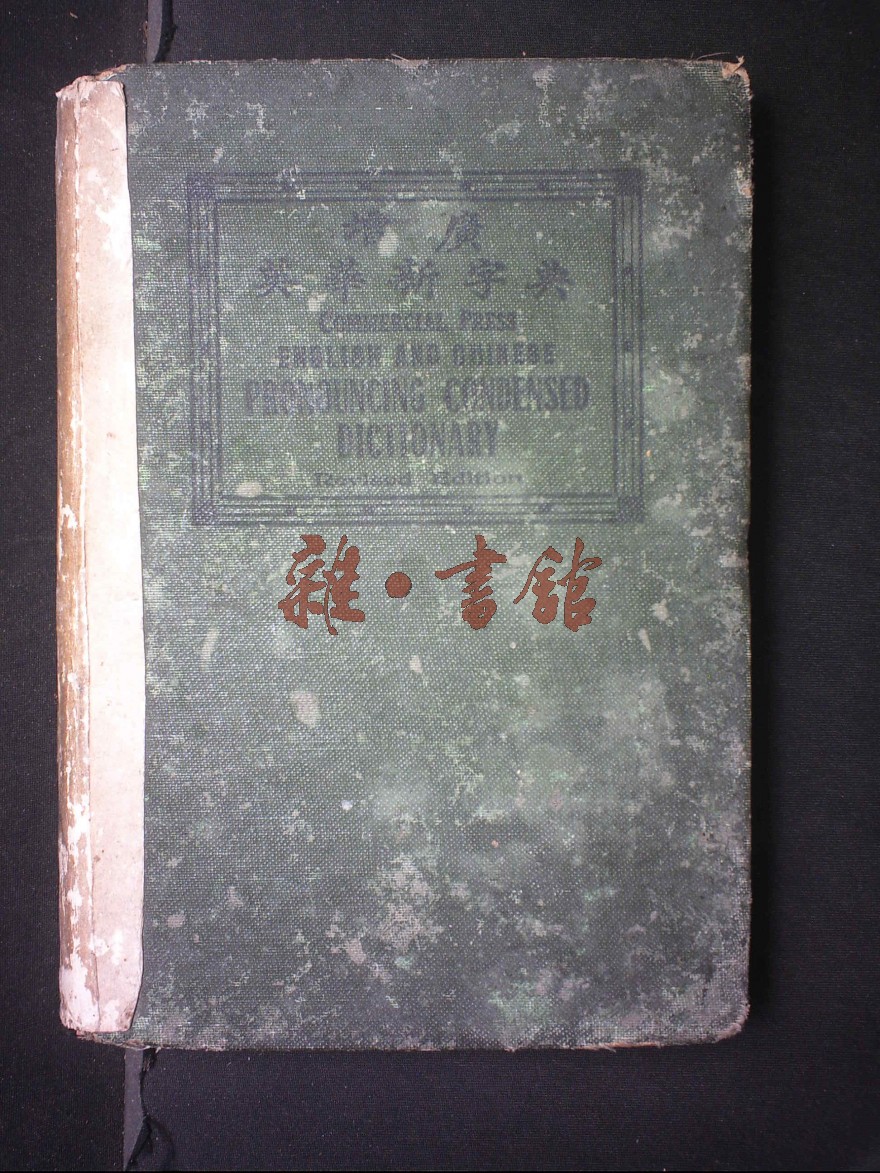 增廣
英華新字典
COMMERCIAL PRESS
ENGLISH AND CHINESE
PRONOUNCING CONDENSED
DICTIONARY
Revised Edition
雜·書館